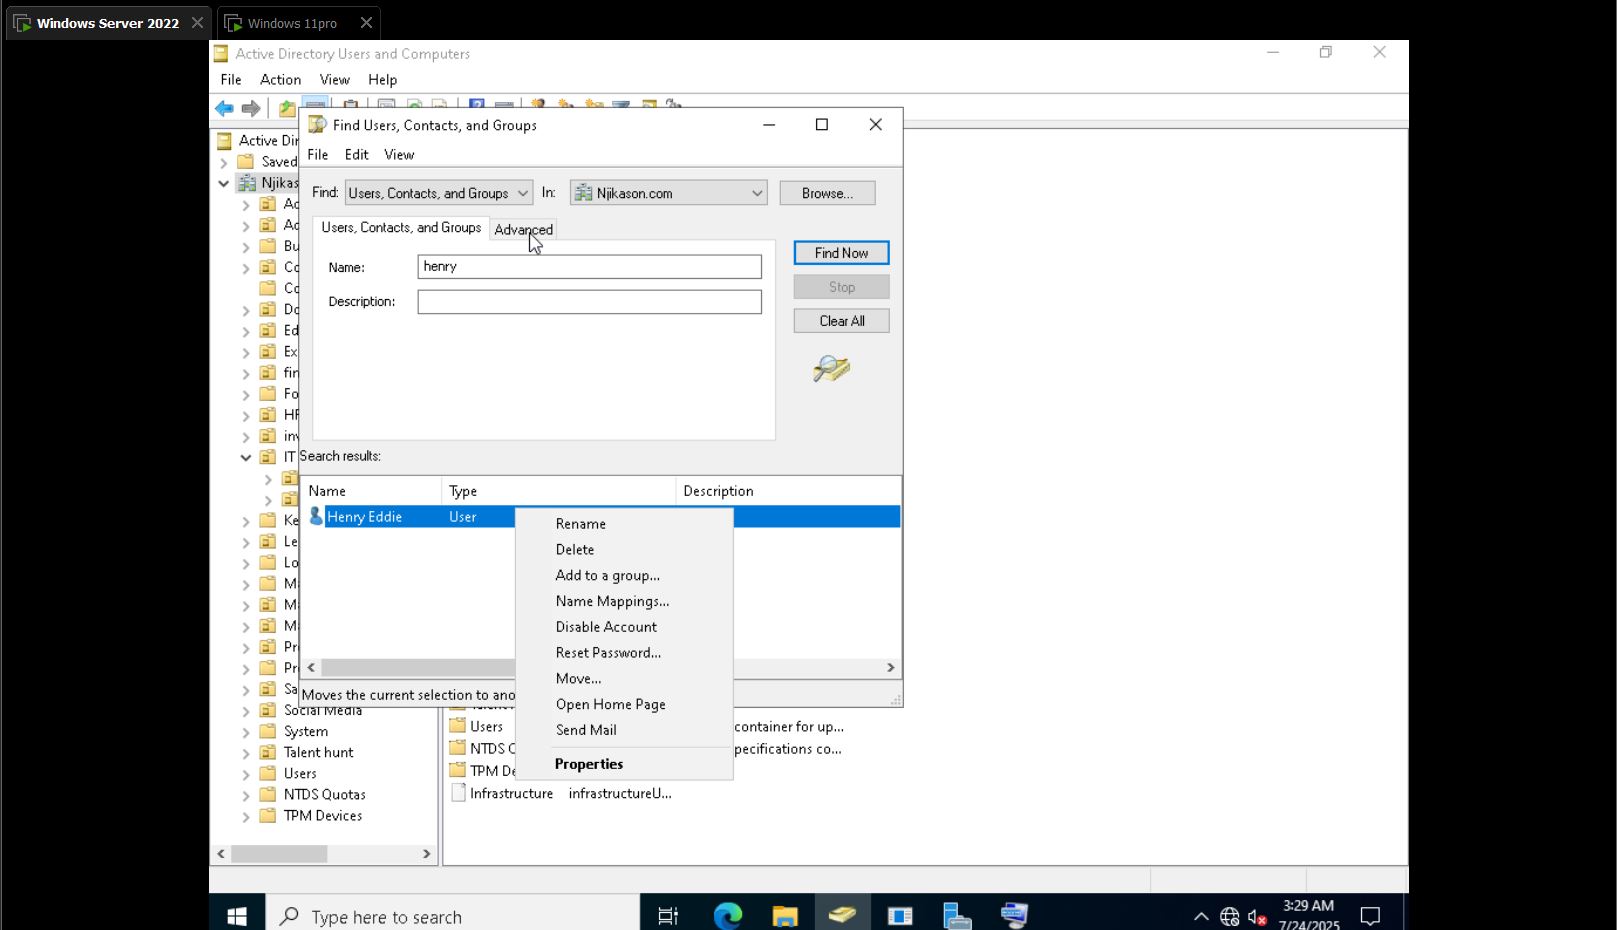 Windows Server 2022
Windows 11pro
Active Directory Users and Computers
File Action View Help
Find Users, Contacts, and Groups
File Edit View
Find: Users, Contacts, and Groups In: Njikason.com Browse...
Users, Contacts, and Groups Advanced
Name: henry
Description:
Find Now
Stop
Clear All
Search results:
Name Type Description
Henry Eddie User
Rename
Delete
Add to a group...
Name Mappings...
Disable Account
Reset Password...
Move...
Open Home Page
Send Mail
Properties
Moves the current selection to ano
Active Dir
Saved
Njikas
Ac
Ac
Bu
Cc
Cc
Dc
Ed
Ex
fin
Fo
HF
inv
IT
Ke
Le
Lo
M
M
M
Pr
Pr
Sa
Social Media
System
Talent hunt
Users
NTDS Quotas
TPM Devices
Users container for up...
NTDS Q pecifications co...
TPM De
Infrastructure infrastructureU...
Type here to search
3:29 AM
7/24/2025